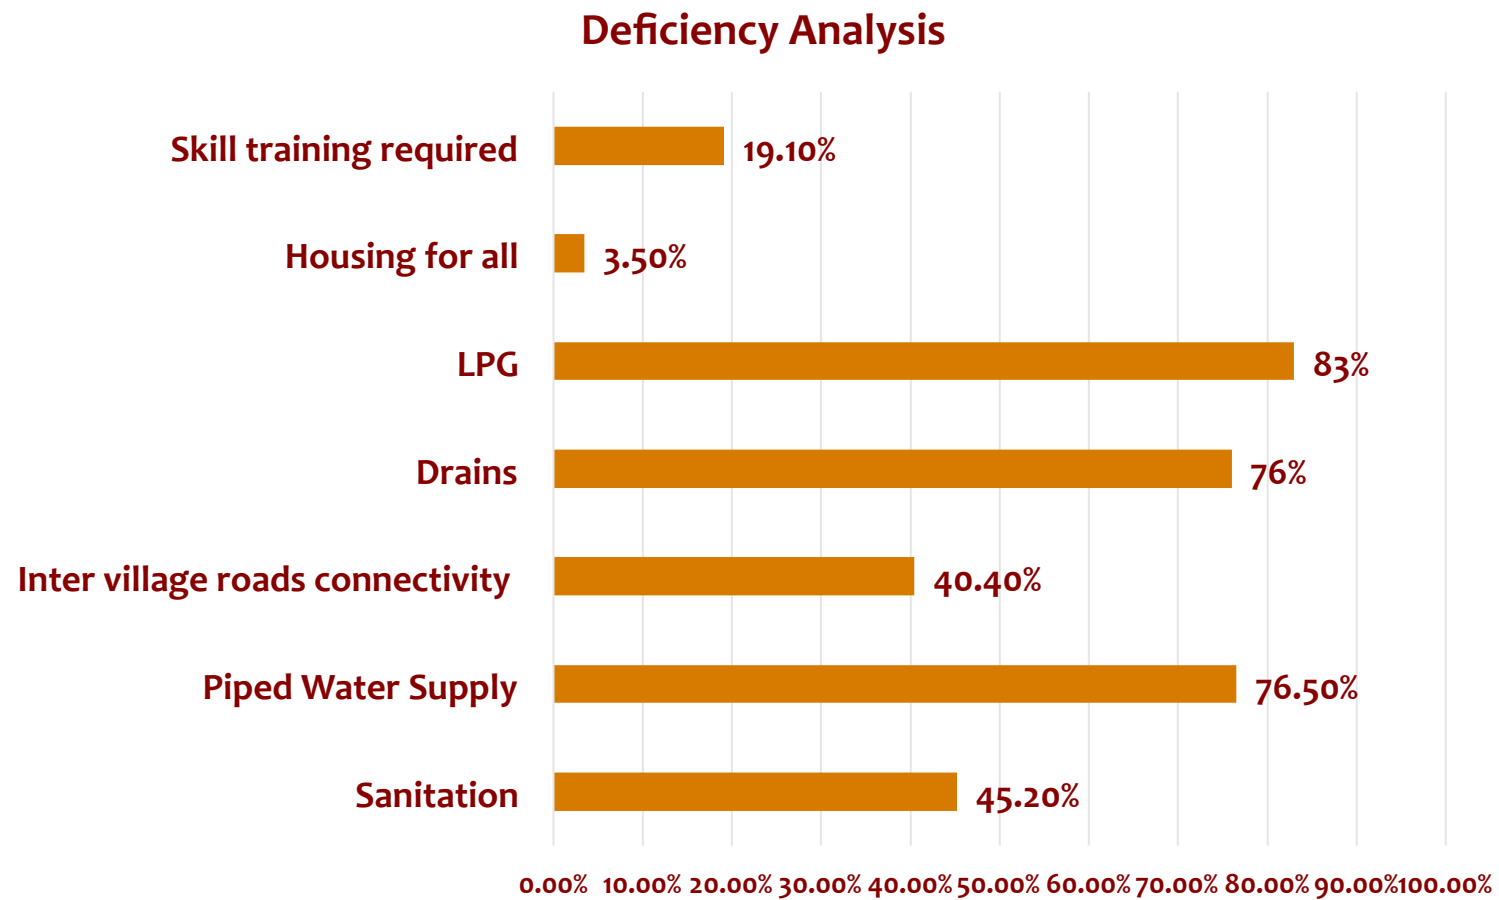 Deficiency Analysis
Skill training required 19.10%
Housing for all 3.50%
LPG 83%
Drains 76%
Inter village roads connectivity 40.40%
Piped Water Supply 76.50%
Sanitation 45.20%
0.00% 10.00% 20.00% 30.00% 40.00% 50.00% 60.00% 70.00% 80.00% 90.00% 100.00%